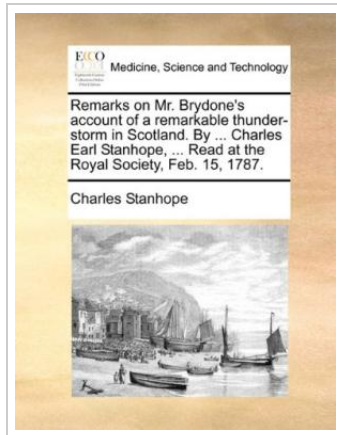 ECCO
Medicine, Science and Technology
Remarks on Mr. Brydone's
account of a remarkable thunder-
storm in Scotland. By ... Charles
Earl Stanhope, ... Read at the
Royal Society, Feb. 15, 1787.
Charles Stanhope